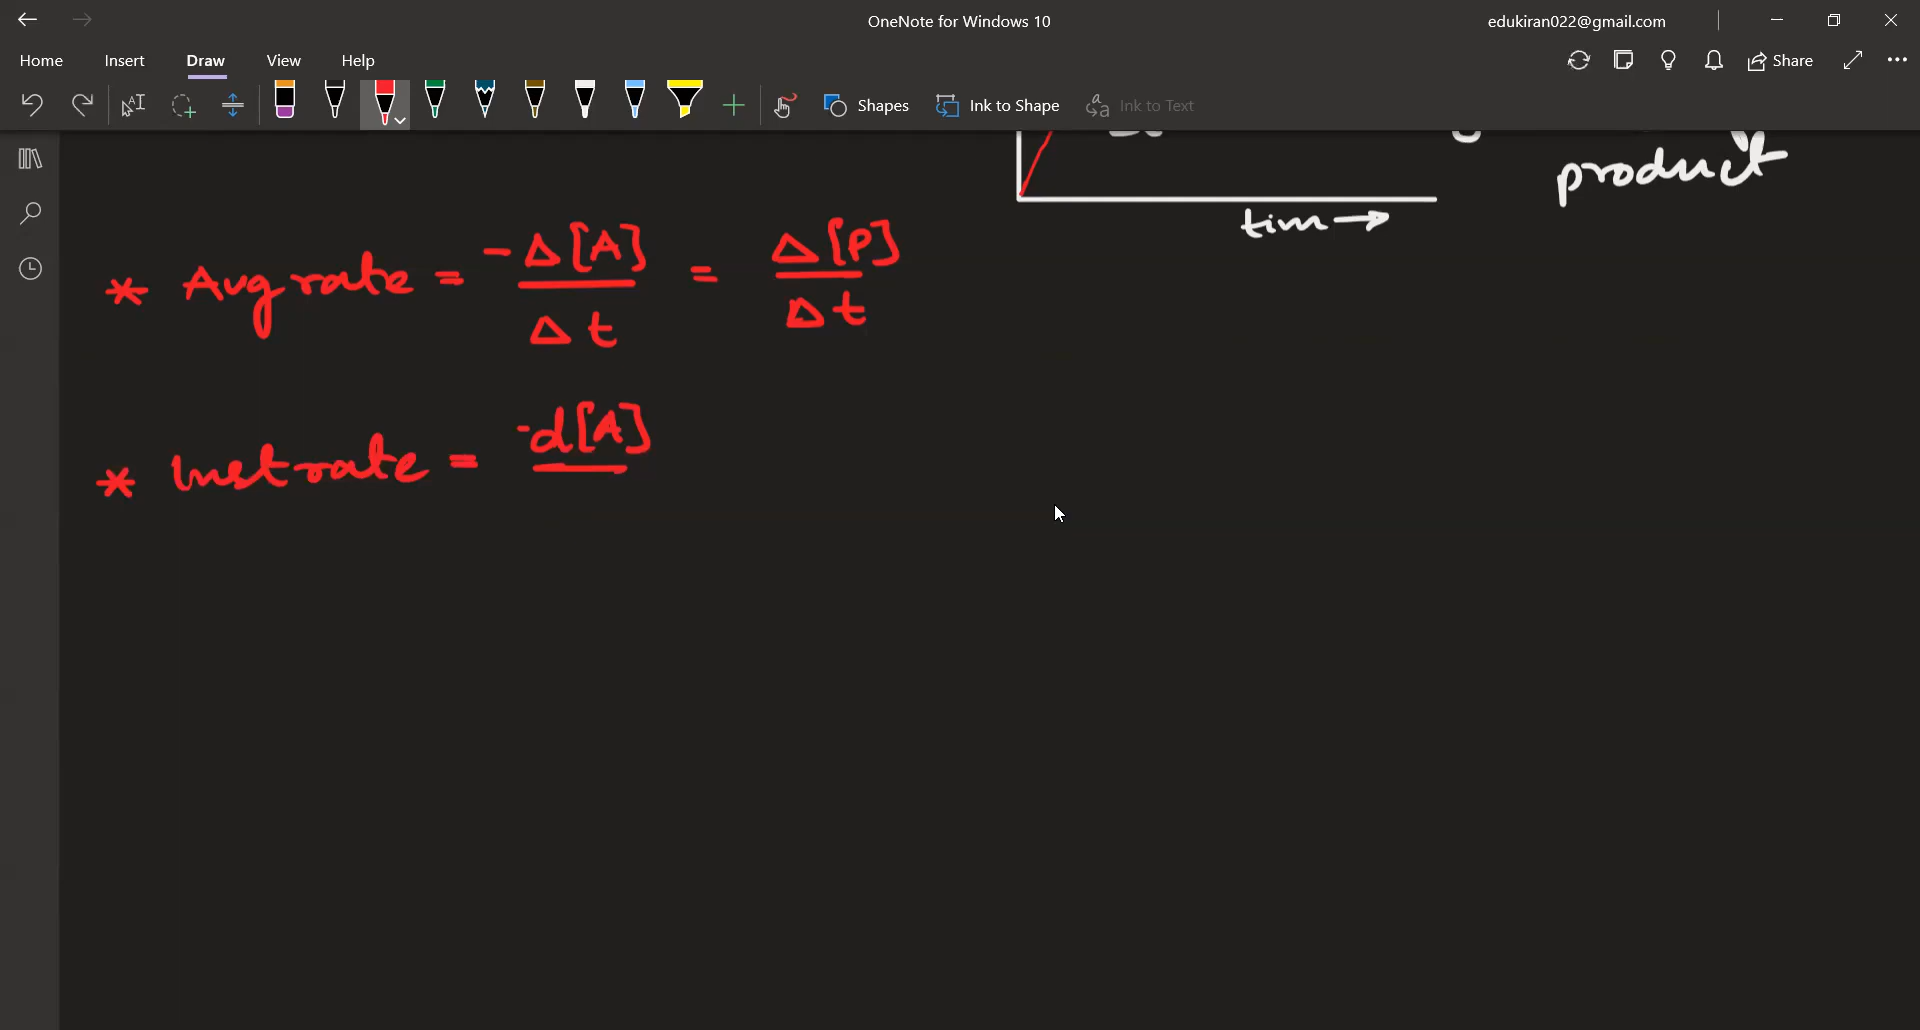 OneNote for Windows 10
edukiran022@gmail.com
Home Insert Draw View Help
Share
Shapes Ink to Shape Ink to Text
product
tim →
* Avg rate = -Δ[A]/Δt = Δ[P]/Δt
* Inst rate = -d[A]